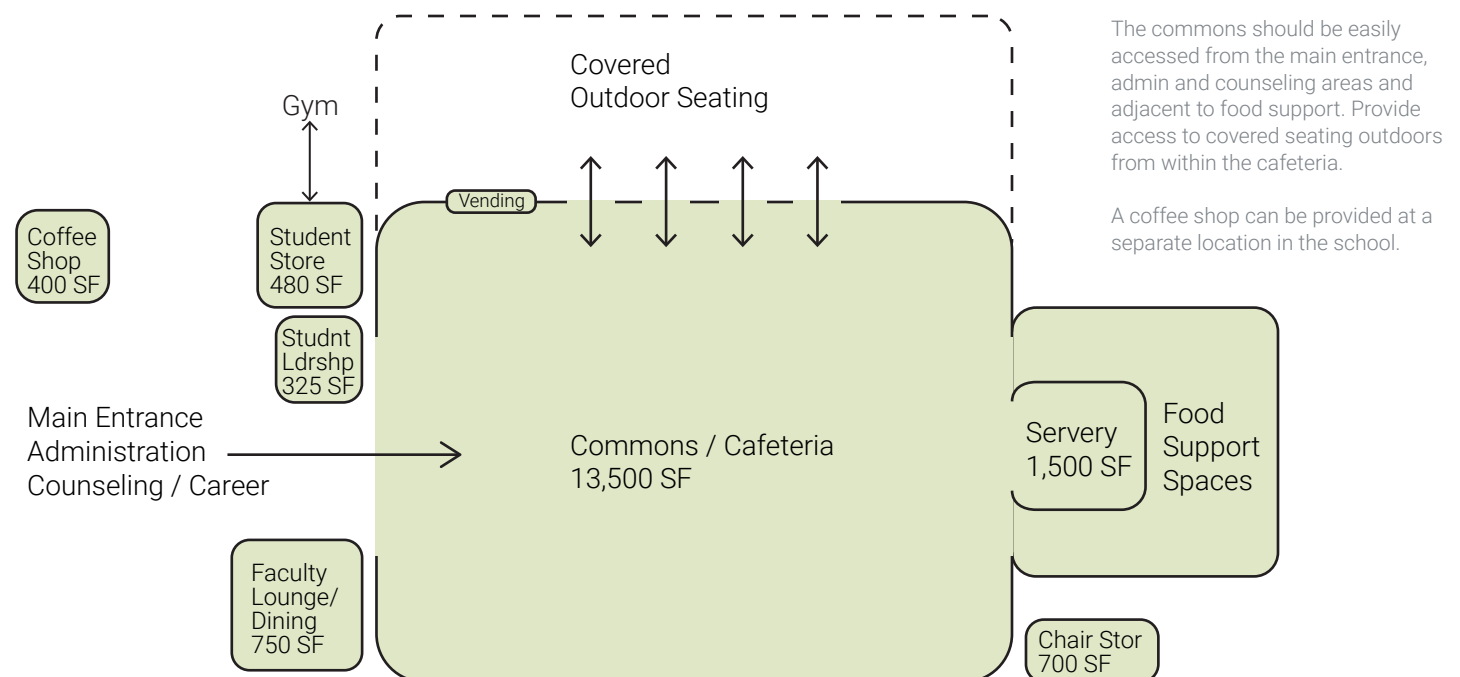 Covered
Outdoor Seating
The commons should be easily
accessed from the main entrance,
admin and counseling areas and
adjacent to food support. Provide
access to covered seating outdoors
from within the cafeteria.
A coffee shop can be provided at a
separate location in the school.
Gym
Vending
Coffee
Shop
400 SF
Student
Store
480 SF
Studnt
Ldrshp
325 SF
Main Entrance
Administration
Counseling / Career
Commons / Cafeteria
13,500 SF
Servery
1,500 SF
Food
Support
Spaces
Faculty
Lounge/
Dining
750 SF
Chair Stor
700 SF